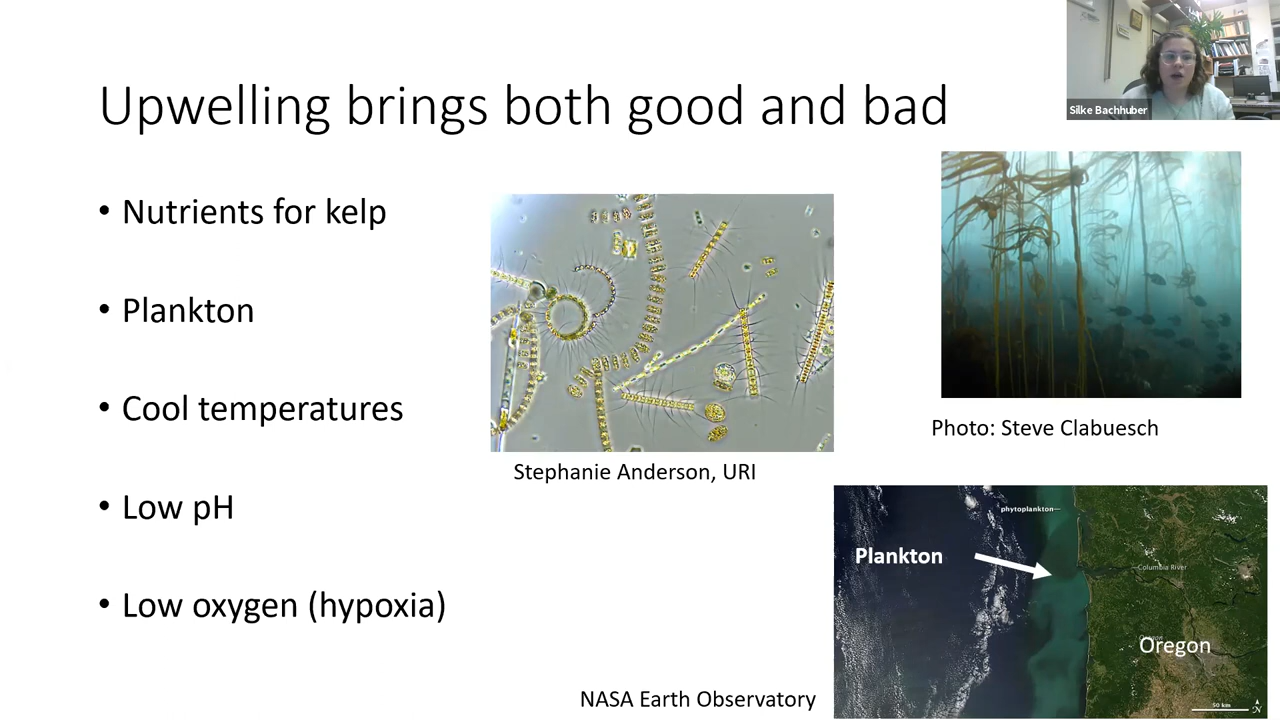 Upwelling brings both good and bad
Silke Bachhuber
• Nutrients for kelp
• Plankton
• Cool temperatures
• Low pH
• Low oxygen (hypoxia)
Stephanie Anderson, URI
Photo: Steve Clabuesch
phytoplankton
Plankton
Columbia River
Oregon
Oregon
50 km
N
NASA Earth Observatory